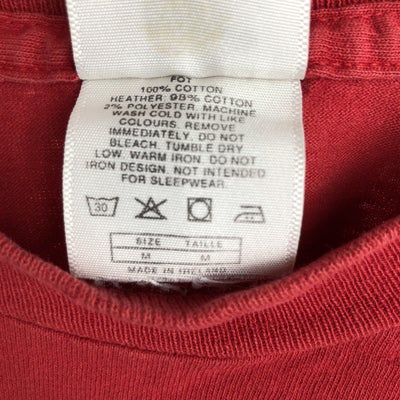 FOT
100% COTTON
HEATHER: 98% COTTON
2% POLYESTER. MACHINE
WASH COLD WITH LIKE
COLOURS. REMOVE
IMMEDIATELY. DO NOT
BLEACH. TUMBLE DRY
LOW. WARM IRON. DO NOT
IRON DESIGN. NOT INTENDED
FOR SLEEPWEAR.
30
SIZE TAILLE
M M
MADE IN IRELAND